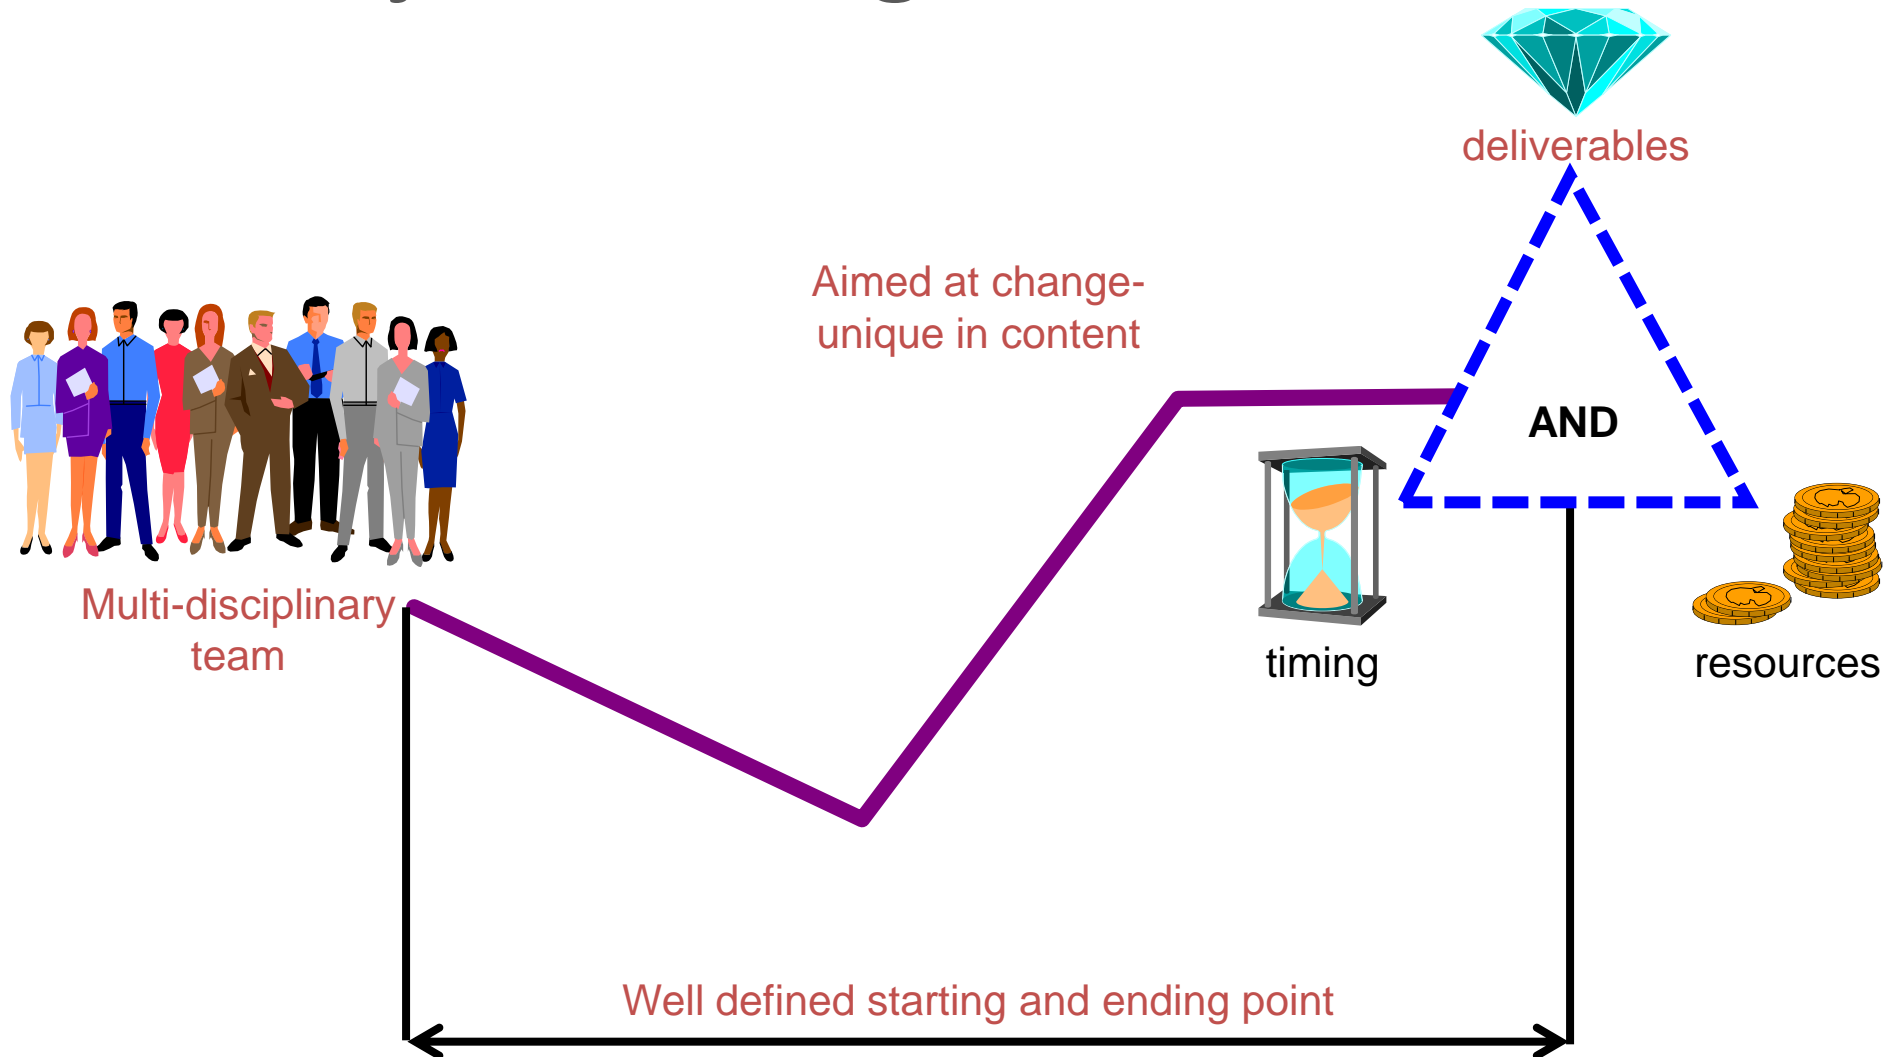 deliverables
Aimed at change-
unique in content
AND
Multi-disciplinary
team
timing
resources
Well defined starting and ending point